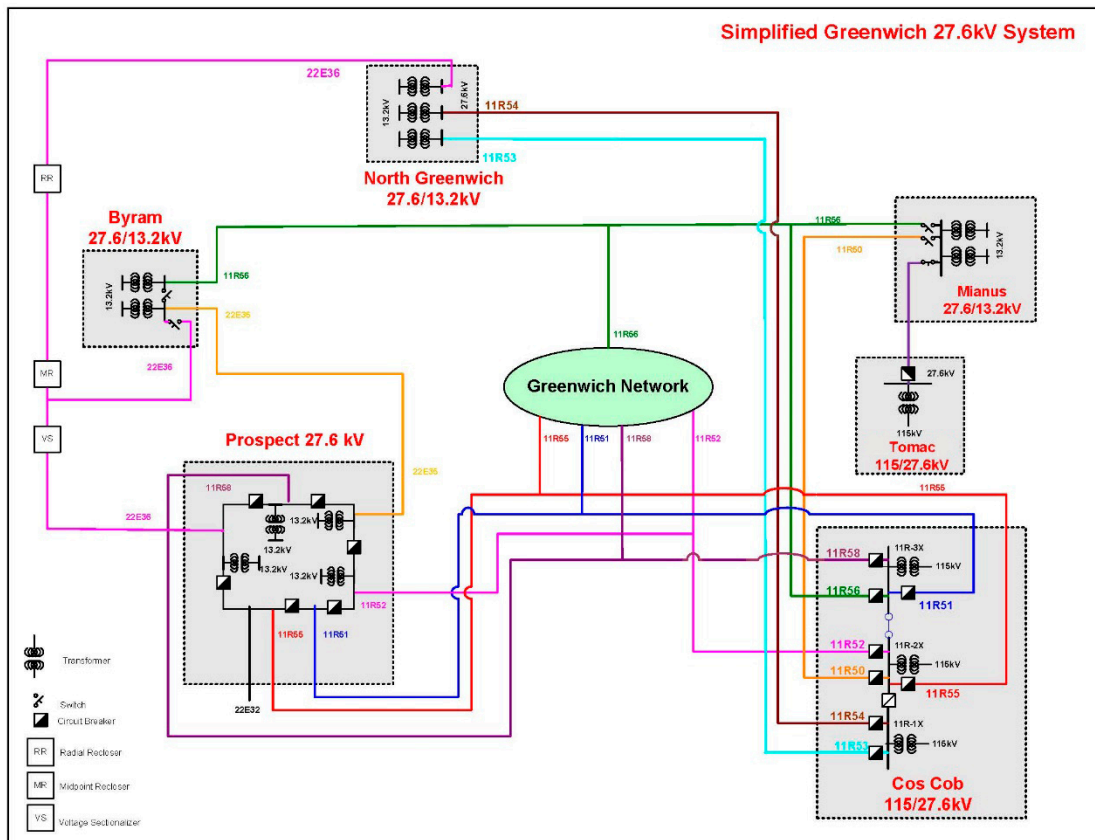 Simplified Greenwich 27.6kV System
22E36
13.2kV
27.6kV
11R54
11R53
North Greenwich
27.6/13.2kV
RR
Byram
27.6/13.2kV
13.2kV
11R56
22E36
22E36
11R56
11R50
13.2kV
Mianus
27.6/13.2kV
MR
11R56
Greenwich Network
27.6kV
115kV
Tomac
115/27.6kV
VS
Prospect 27.6 kV
11R55
11R51
11R58
11R52
22E35
11R55
11R58
13.2kV
13.2kV
13.2kV
13.2kV
22E36
11R52
11R55
11R51
22E32
11R58
11R-3X
115kV
11R56
11R51
11R52
11R-2X
115kV
11R50
11R55
11R54
11R-1X
115kV
11R53
Cos Cob
115/27.6kV
Transformer
Switch
Circuit Breaker
RR
Radial Recloser
MR
Midpoint Recloser
VS
Voltage Sectionalizer